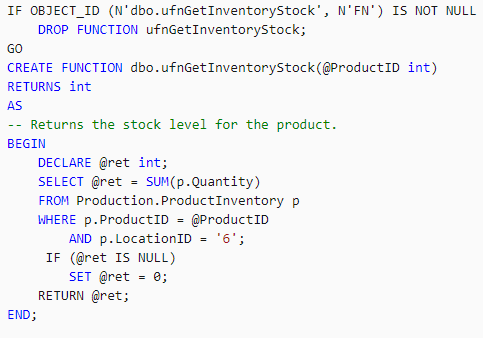 IF OBJECT_ID (N'dbo.ufnGetInventoryStock', N'FN') IS NOT NULL
    DROP FUNCTION ufnGetInventoryStock;
GO
CREATE FUNCTION dbo.ufnGetInventoryStock(@ProductID int)
RETURNS int
AS
-- Returns the stock level for the product.
BEGIN
    DECLARE @ret int;
    SELECT @ret = SUM(p.Quantity)
    FROM Production.ProductInventory p
    WHERE p.ProductID = @ProductID
        AND p.LocationID = '6';
     IF (@ret IS NULL)
        SET @ret = 0;
    RETURN @ret;
END;